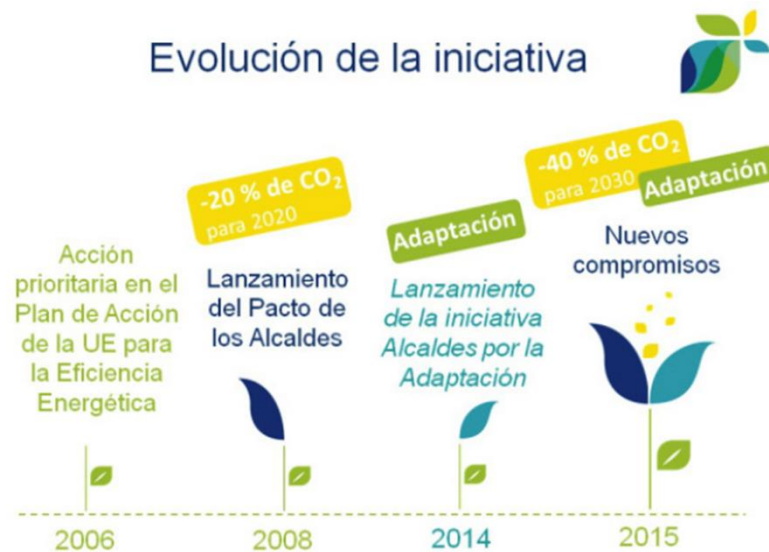 Evolución de la iniciativa
Acción
prioritaria en el
Plan de Acción
de la UE para
la Eficiencia
Energética
2006
-20 % de CO₂
para 2020
Lanzamiento
del Pacto de
los Alcaldes
2008
Adaptación
Lanzamiento
de la iniciativa
Alcaldes por la
Adaptación
2014
-40 % de CO₂
para 2030
Adaptación
Nuevos
compromisos
2015